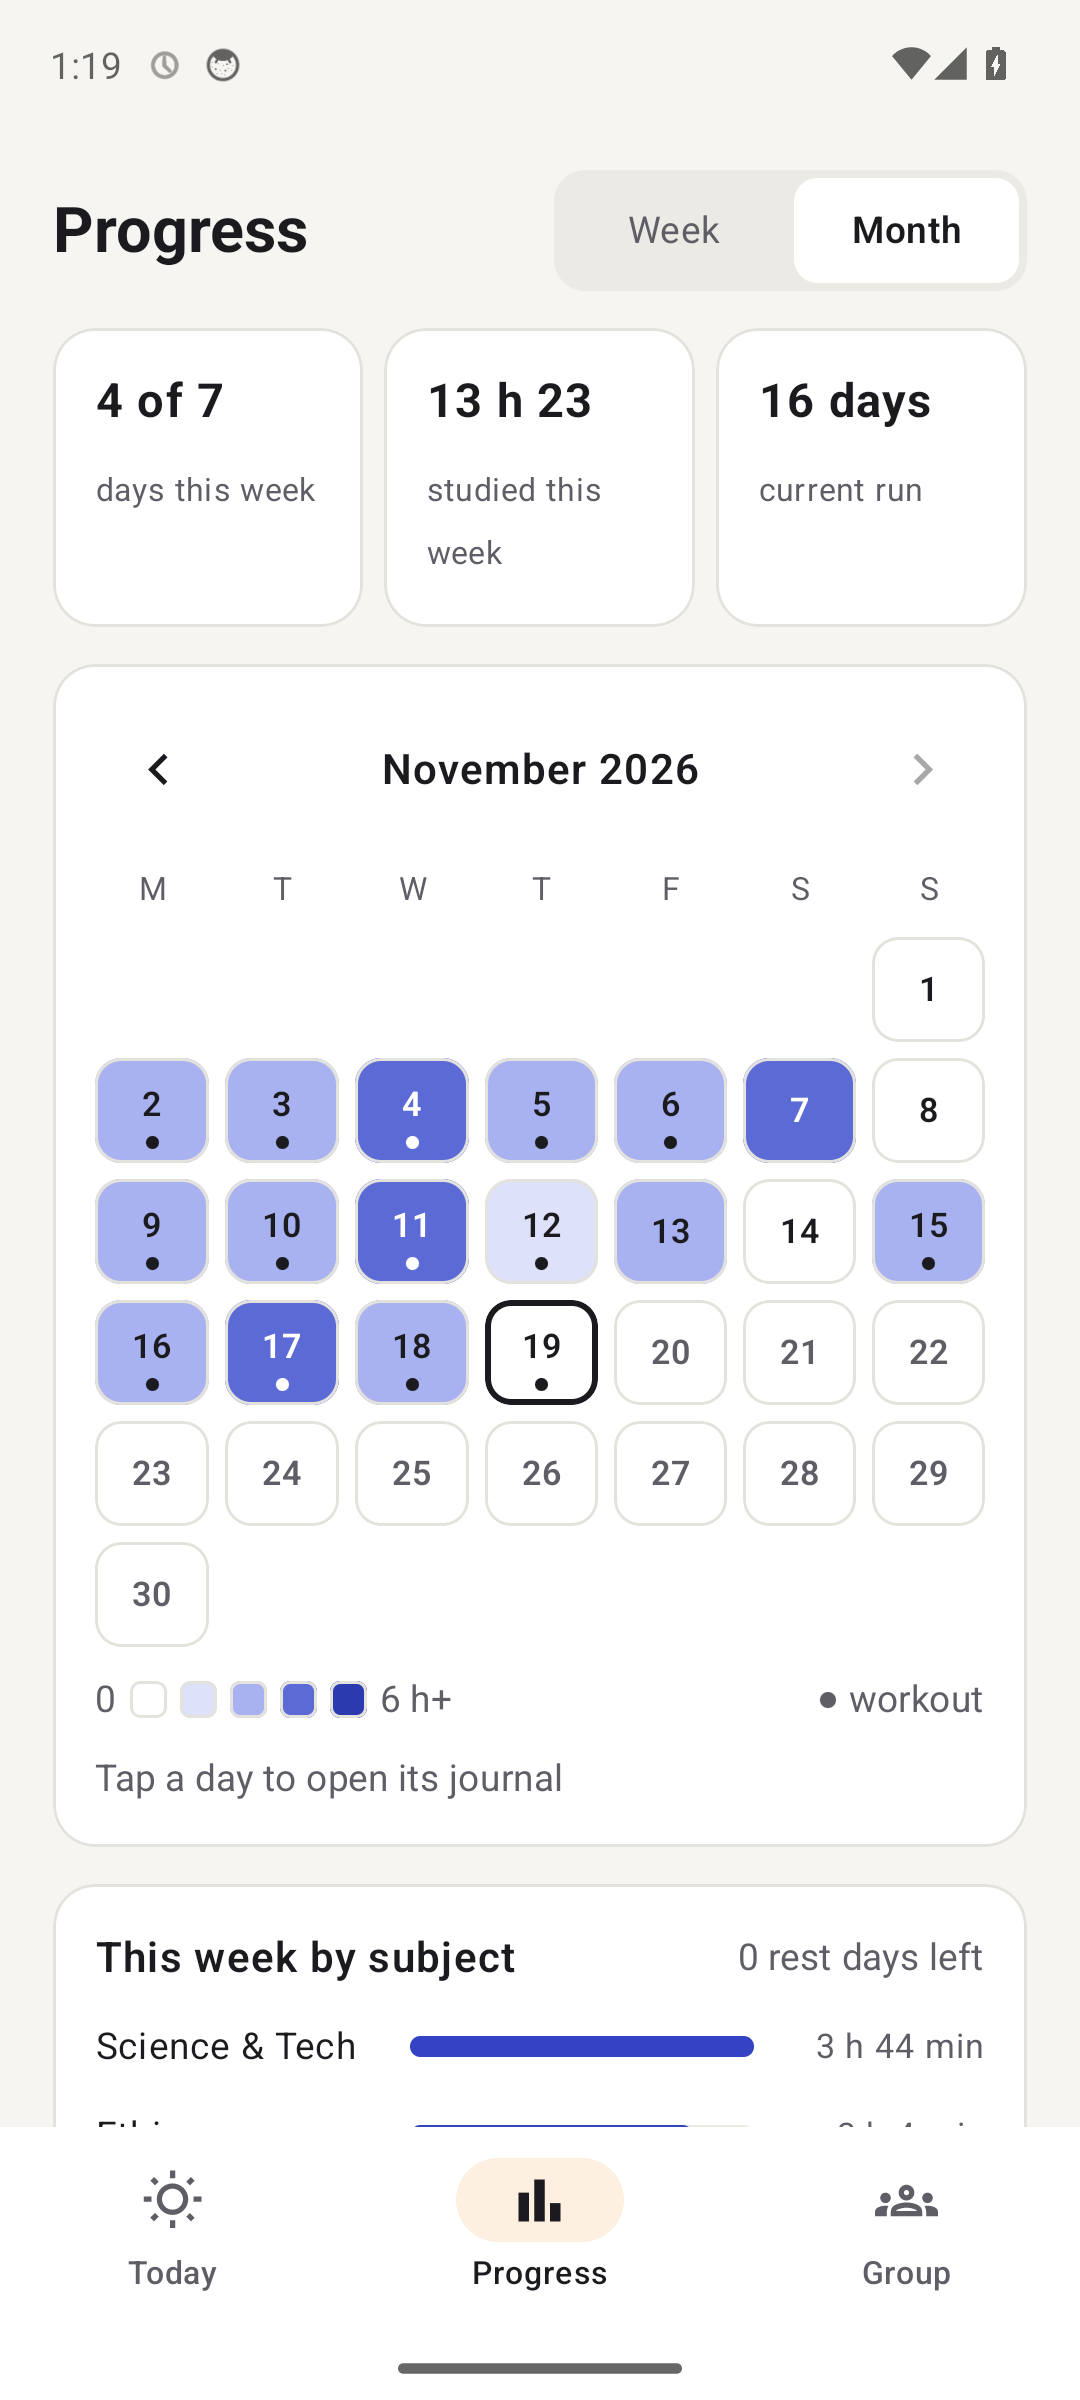 1:19
Progress
Week
Month
4 of 7
days this week
13 h 23
studied this
week
16 days
current run
November 2026
M T W T F S S
1
2 3 4 5 6 7 8
9 10 11 12 13 14 15
16 17 18 19 20 21 22
23 24 25 26 27 28 29
30
0 6 h+
workout
Tap a day to open its journal
This week by subject
0 rest days left
Science & Tech
3 h 44 min
Today
Progress
Group